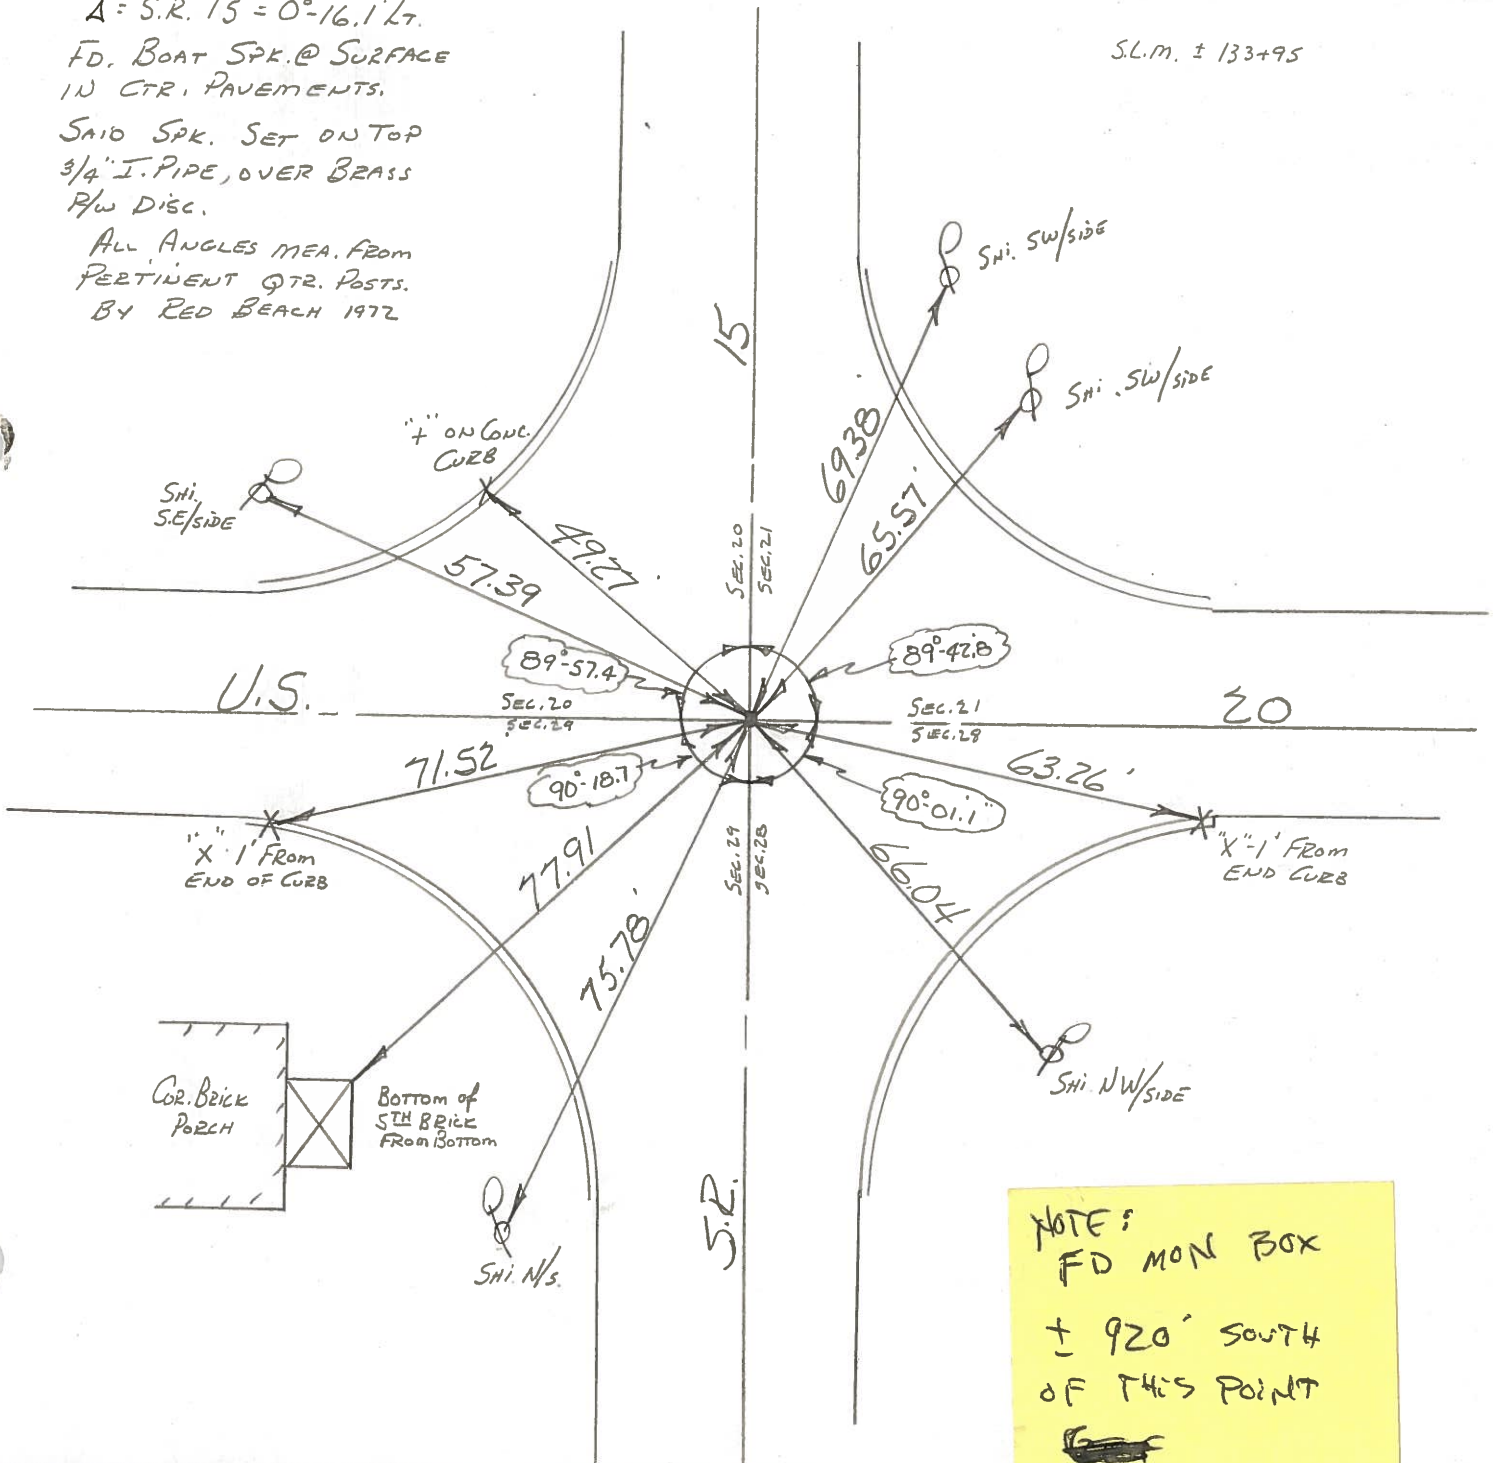 Δ = S.R. 15 = 0°-16.1' LT.
FD. BOAT SPK. @ SURFACE
IN CTR. PAVEMENTS.
SAID SPK. SET ON TOP
3/4" I. PIPE, OVER BRASS
R/W DISC.
ALL ANGLES MEA. FROM
PERTINENT QTR. POSTS.
BY RED BEACH 1972
S.L.M. ± 133+95
SHI. SW/SIDE
SHI. SW/SIDE
15
"+" ON CONC.
CURB
SHI.
S.E/SIDE
69.38'
65.57'
49.27'
57.39
SEC. 20
SEC. 21
89°-57.4
89°-42.8
U.S.
SEC. 20
SEC. 29
SEC. 21
SEC. 28
20
71.52'
90°-18.7
90°-01.1'
63.26'
"X" 1' FROM
END OF CURB
"X"-1' FROM
END CURB
77.91
SEC. 29
SEC. 28
66.04
75.78'
COR. BRICK
PORCH
BOTTOM of
5TH BRICK
FROM BOTTOM
SHI. NW/SIDE
SHI. N/S.
S.R.
NOTE:
FD MON BOX
± 920' SOUTH
OF THIS POINT